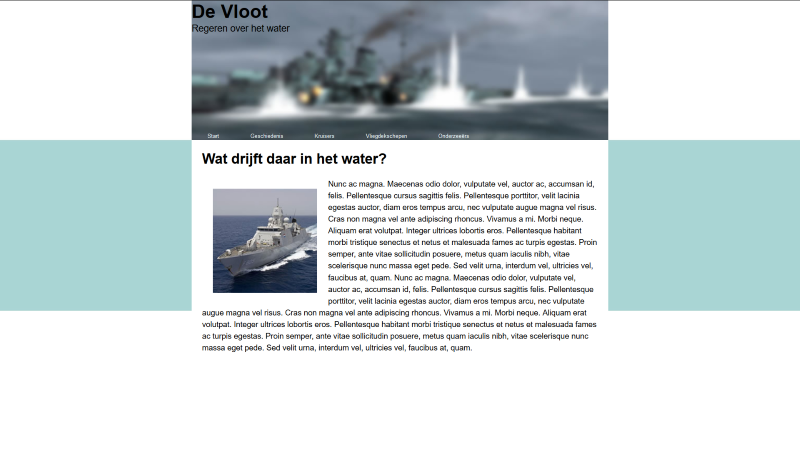 De Vloot
Regeren over het water
Start Geschiedenis Kruisers Vliegdekschepen Onderzeeërs
Wat drijft daar in het water?
Nunc ac magna. Maecenas odio dolor, vulputate vel, auctor ac, accumsan id,
felis. Pellentesque cursus sagittis felis. Pellentesque porttitor, velit lacinia
egestas auctor, diam eros tempus arcu, nec vulputate augue magna vel risus.
Cras non magna vel ante adipiscing rhoncus. Vivamus a mi. Morbi neque.
Aliquam erat volutpat. Integer ultrices lobortis eros. Pellentesque habitant
morbi tristique senectus et netus et malesuada fames ac turpis egestas. Proin
semper, ante vitae sollicitudin posuere, metus quam iaculis nibh, vitae
scelerisque nunc massa eget pede. Sed velit urna, interdum vel, ultricies vel,
faucibus at, quam. Nunc ac magna. Maecenas odio dolor, vulputate vel,
auctor ac, accumsan id, felis. Pellentesque cursus sagittis felis. Pellentesque
porttitor, velit lacinia egestas auctor, diam eros tempus arcu, nec vulputate
augue magna vel risus. Cras non magna vel ante adipiscing rhoncus. Vivamus a mi. Morbi neque. Aliquam erat
volutpat. Integer ultrices lobortis eros. Pellentesque habitant morbi tristique senectus et netus et malesuada fames
ac turpis egestas. Proin semper, ante vitae sollicitudin posuere, metus quam iaculis nibh, vitae scelerisque nunc
massa eget pede. Sed velit urna, interdum vel, ultricies vel, faucibus at, quam.